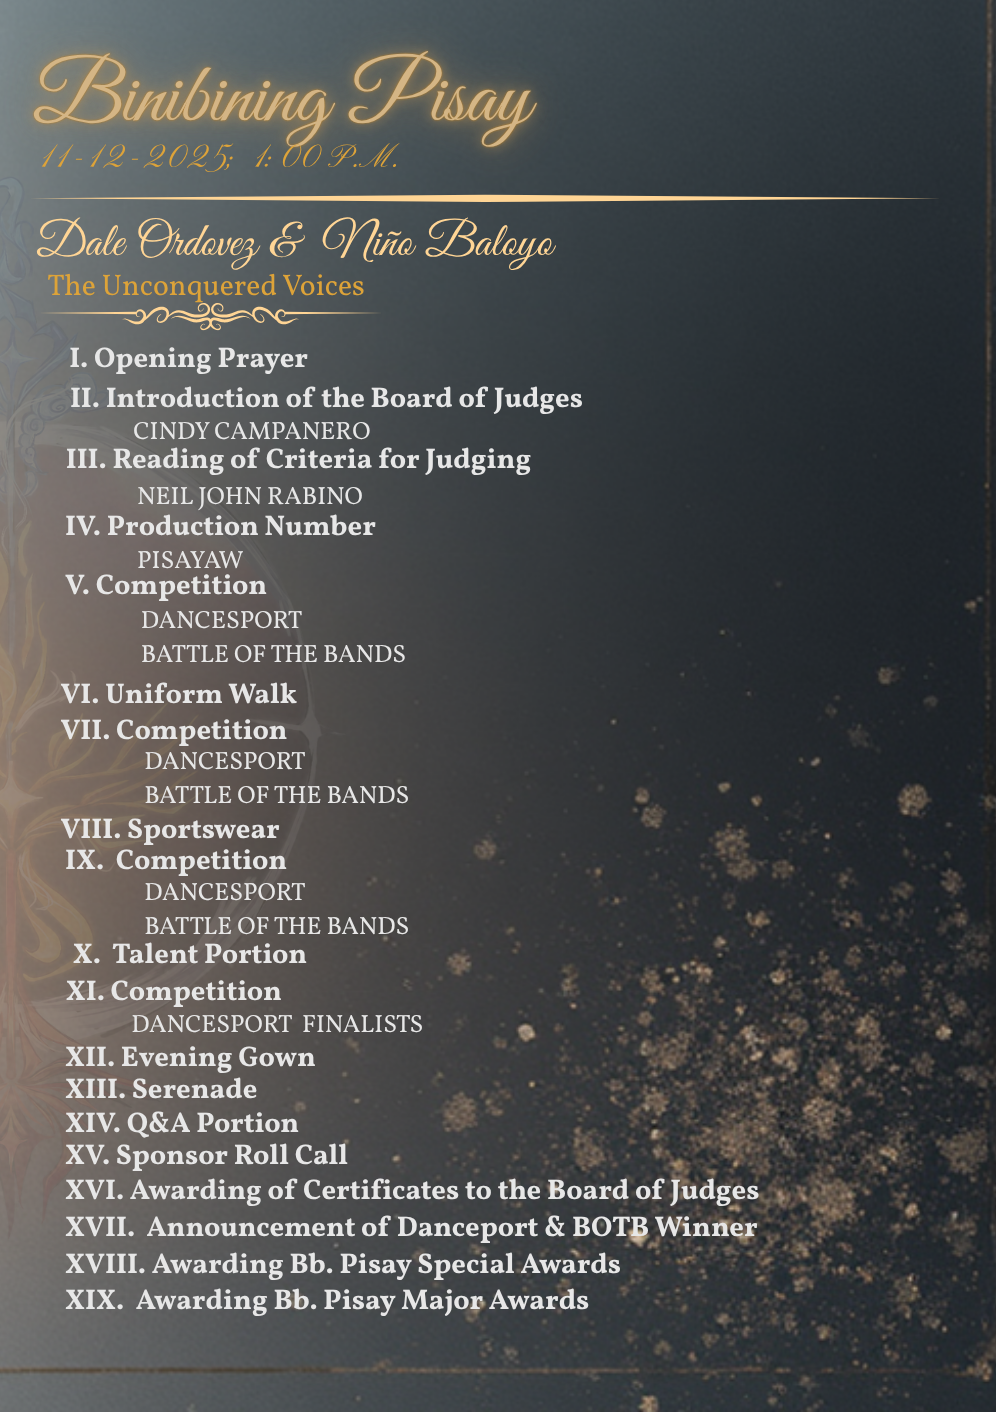 Binibining Pisay
11-12-2025; 1:00 P.M.
Dale Ordovez & Niño Baloyo
The Unconquered Voices
I. Opening Prayer
II. Introduction of the Board of Judges
CINDY CAMPANERO
III. Reading of Criteria for Judging
NEIL JOHN RABINO
IV. Production Number
PISAYAW
V. Competition
DANCESPORT
BATTLE OF THE BANDS
VI. Uniform Walk
VII. Competition
DANCESPORT
BATTLE OF THE BANDS
VIII. Sportswear
IX. Competition
DANCESPORT
BATTLE OF THE BANDS
X. Talent Portion
XI. Competition
DANCESPORT FINALISTS
XII. Evening Gown
XIII. Serenade
XIV. Q&A Portion
XV. Sponsor Roll Call
XVI. Awarding of Certificates to the Board of Judges
XVII. Announcement of Danceport & BOTB Winner
XVIII. Awarding Bb. Pisay Special Awards
XIX. Awarding Bb. Pisay Major Awards